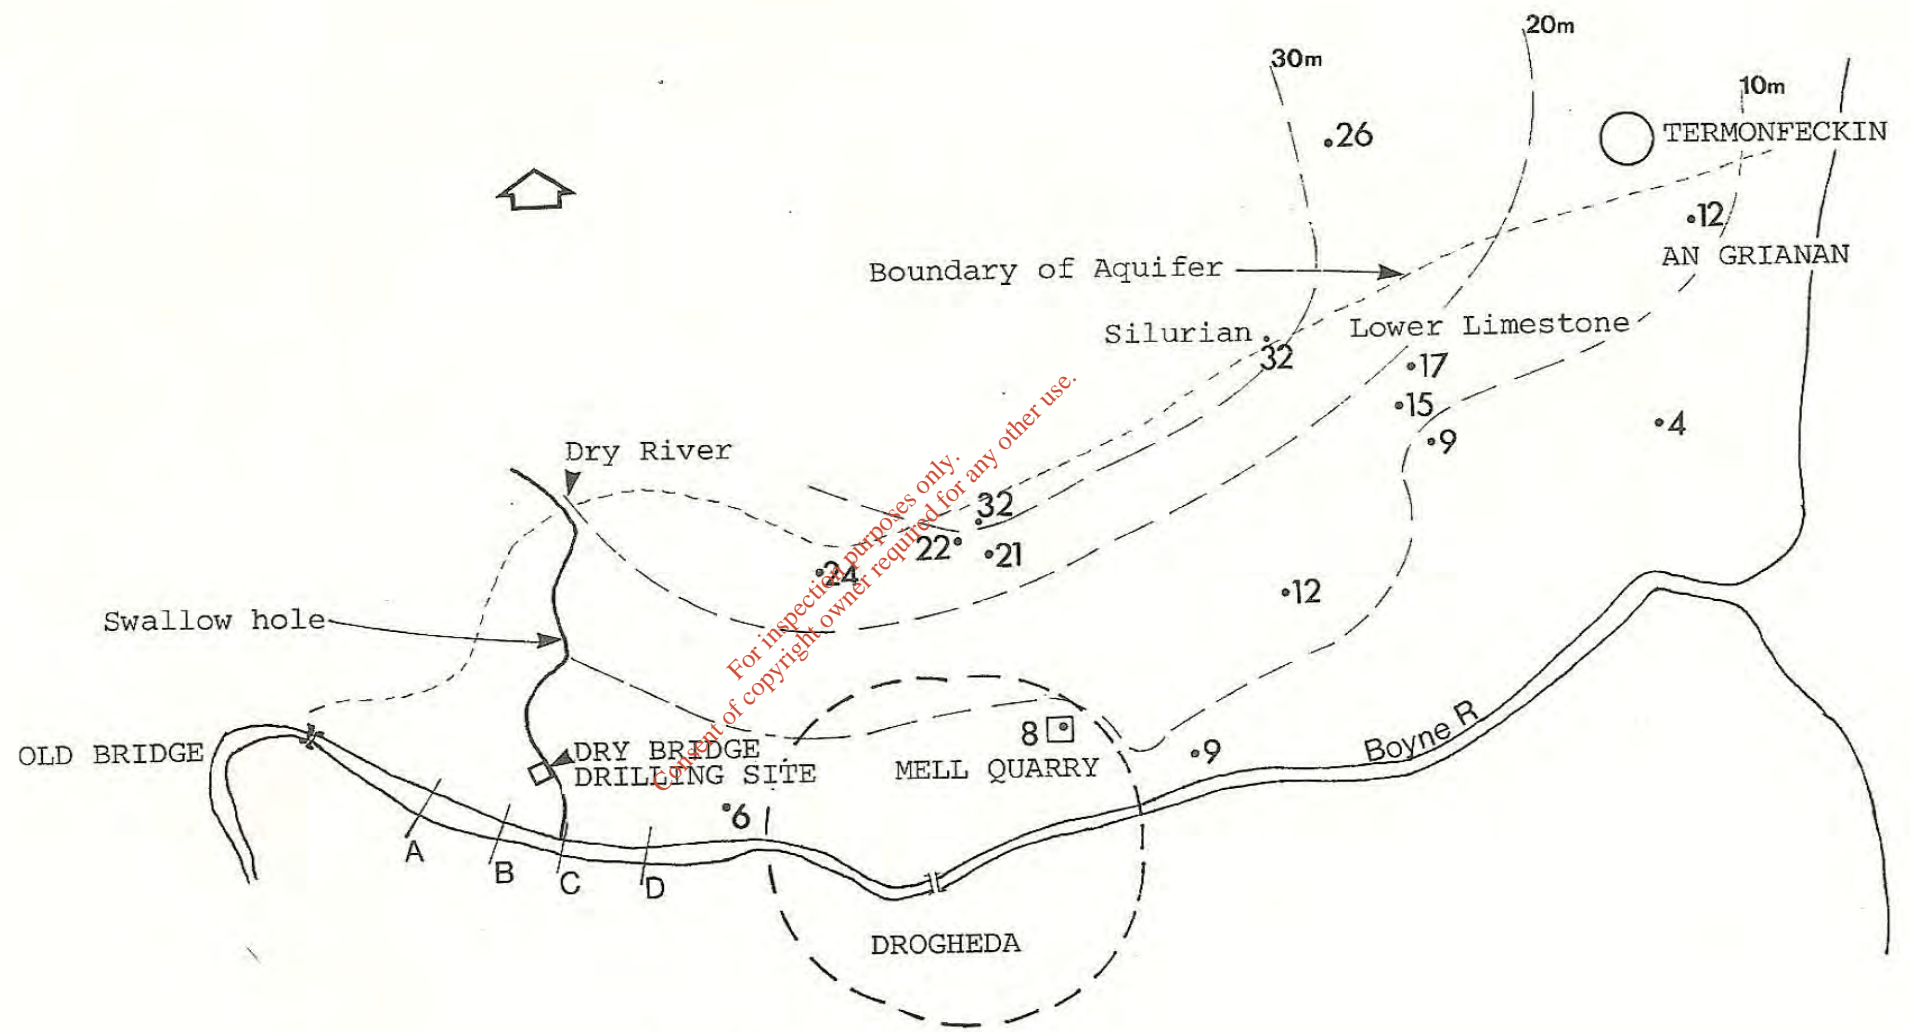 20m
30m
10m
26
TERMONFECKIN
12
AN GRIANAN
Boundary of Aquifer
Silurian
Lower Limestone
32
17
15
9
4
Dry River
32
22
21
24
12
Swallow hole
For inspection purposes only.
Consent of copyright owner required for any other use.
8
Boyne R
OLD BRIDGE
DRY BRIDGE
DRILLING SITE
MELL QUARRY
9
6
A
B
C
D
DROGHEDA